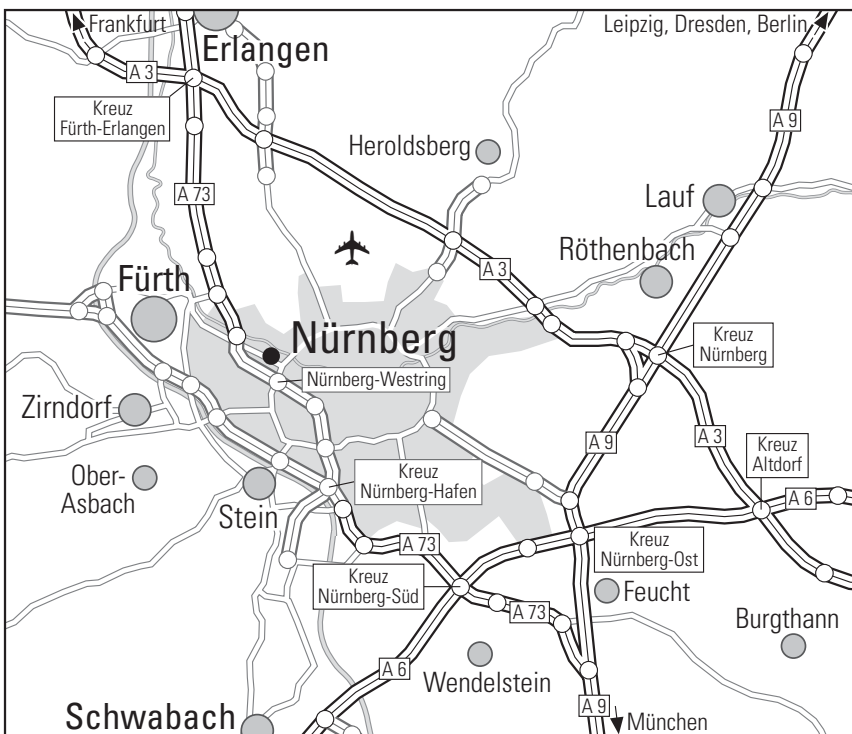 Frankfurt
Leipzig, Dresden, Berlin
Erlangen
A 3
A 9
Kreuz
Fürth-Erlangen
Heroldsberg
A 73
Lauf
Röthenbach
A 3
Fürth
Nürnberg
Kreuz
Nürnberg
Nürnberg-Westring
Zirndorf
A 9
A 3
Kreuz
Altdorf
Ober-
Asbach
Stein
Kreuz
Nürnberg-Hafen
A 6
A 73
Kreuz
Nürnberg-Ost
Kreuz
Nürnberg-Süd
Feucht
A 73
Burgthann
A 6
Wendelstein
A 9
Schwabach
München